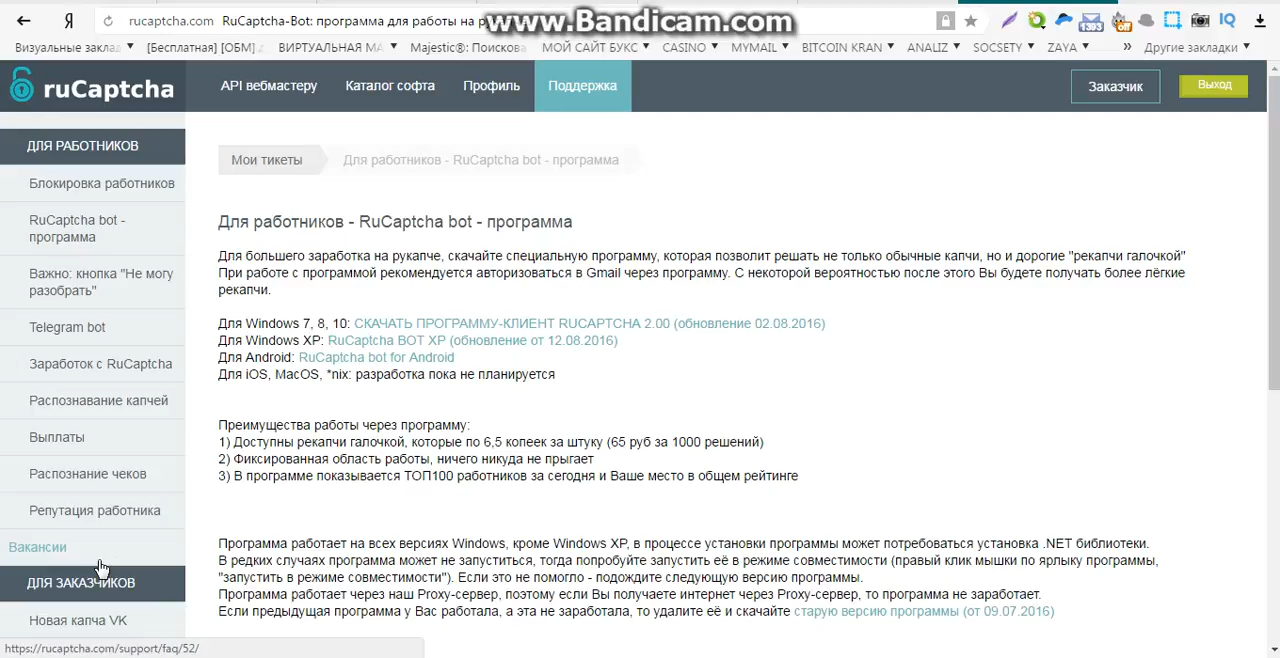 rucaptcha.com RuCaptcha-Bot: программа для работы на
www.Bandicam.com
Визуальные заклад
[Бесплатная] [ОБМ]
ВИРТУАЛЬНАЯ МА
Majestic®: Поискова
МОЙ САЙТ БУКС
CASINO
MYMAIL
BITCOIN KRAN
ANALIZ
SOCSETY
ZAYA
» Другие закладки
ruCaptcha
API вебмастеру
Каталог софта
Профиль
Поддержка
Заказчик
Выход
ДЛЯ РАБОТНИКОВ
Блокировка работников
RuCaptcha bot -
программа
Важно: кнопка "Не могу
разобрать"
Telegram bot
Заработок с RuCaptcha
Распознавание капчей
Выплаты
Распознание чеков
Репутация работника
Вакансии
ДЛЯ ЗАКАЗЧИКОВ
Новая капча VK
Мои тикеты
Для работников - RuCaptcha bot - программа
Для работников - RuCaptcha bot - программа
Для большего заработка на рукапче, скачайте специальную программу, которая позволит решать не только обычные капчи, но и дорогие "рекапчи галочкой"
При работе с программой рекомендуется авторизоваться в Gmail через программу. С некоторой вероятностью после этого Вы будете получать более лёгкие
рекапчи.
Для Windows 7, 8, 10: СКАЧАТЬ ПРОГРАММУ-КЛИЕНТ RUCAPTCHA 2.00 (обновление 02.08.2016)
Для Windows XP: RuCaptcha BOT XP (обновление от 12.08.2016)
Для Android: RuCaptcha bot for Android
Для iOS, MacOS, *nix: разработка пока не планируется
Преимущества работы через программу:
1) Доступны рекапчи галочкой, которые по 6,5 копеек за штуку (65 руб за 1000 решений)
2) Фиксированная область работы, ничего никуда не прыгает
3) В программе показывается ТОП100 работников за сегодня и Ваше место в общем рейтинге
Программа работает на всех версиях Windows, кроме Windows XP, в процессе установки программы может потребоваться установка .NET библиотеки.
В редких случаях программа может не запуститься, тогда попробуйте запустить её в режиме совместимости (правый клик мышки по ярлыку программы,
"запустить в режиме совместимости"). Если это не помогло - подождите следующую версию программы.
Программа работает через наш Proxy-сервер, поэтому если Вы получаете интернет через Proxy-сервер, то программа не заработает.
Если предыдущая программа у Вас работала, а эта не заработала, то удалите её и скачайте старую версию программы (от 09.07.2016)
https://rucaptcha.com/support/faq/52/